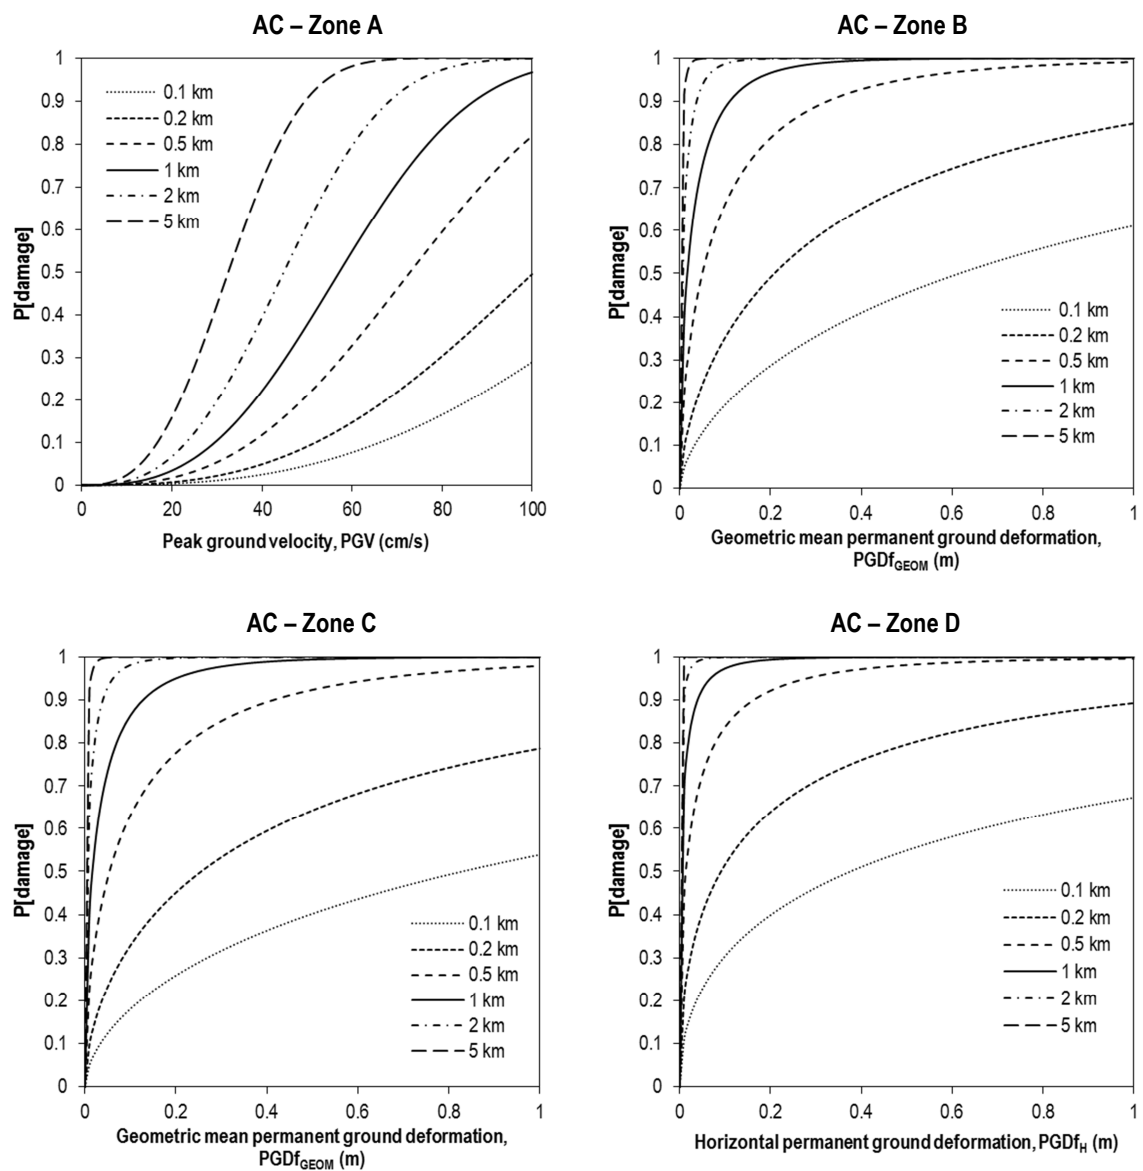 AC – Zone A
1
0.9
0.8
0.7
0.6
0.5
0.4
0.3
0.2
0.1
0
P[damage]
0.1 km
0.2 km
0.5 km
1 km
2 km
5 km
0 20 40 60 80 100
Peak ground velocity, PGV (cm/s)
AC – Zone B
1
0.9
0.8
0.7
0.6
0.5
0.4
0.3
0.2
0.1
0
P[damage]
0.1 km
0.2 km
0.5 km
1 km
2 km
5 km
0 0.2 0.4 0.6 0.8 1
Geometric mean permanent ground deformation,
PGDfGEOM (m)
AC – Zone C
1
0.9
0.8
0.7
0.6
0.5
0.4
0.3
0.2
0.1
0
P[damage]
0.1 km
0.2 km
0.5 km
1 km
2 km
5 km
0 0.2 0.4 0.6 0.8 1
Geometric mean permanent ground deformation,
PGDfGEOM (m)
AC – Zone D
1
0.9
0.8
0.7
0.6
0.5
0.4
0.3
0.2
0.1
0
P[damage]
0.1 km
0.2 km
0.5 km
1 km
2 km
5 km
0 0.2 0.4 0.6 0.8 1
Horizontal permanent ground deformation, PGDfH (m)